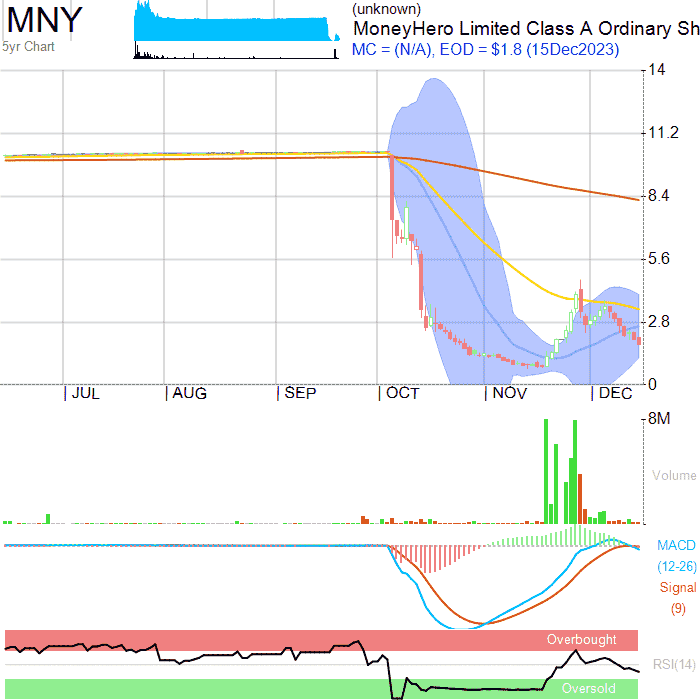 MNY
5yr Chart
(unknown)
MoneyHero Limited Class A Ordinary Sh
MC = (N/A), EOD = $1.8 (15Dec2023)
14
11.2
8.4
5.6
2.8
0
JUL
AUG
SEP
OCT
NOV
DEC
8M
Volume
MACD
(12-26)
Signal
(9)
Overbought
RSI(14)
Oversold